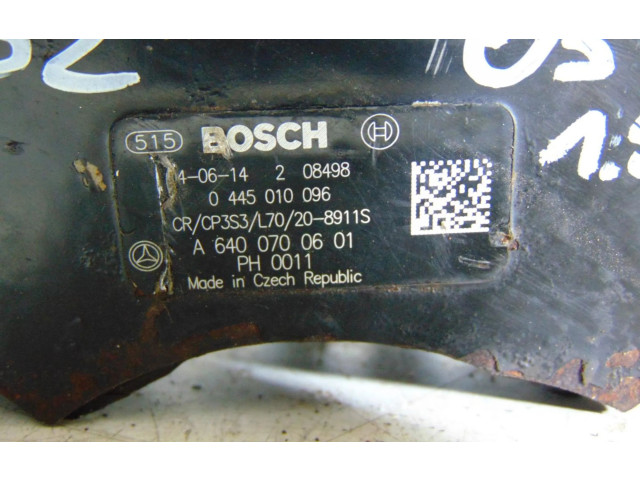 515 BOSCH
4-06-14 2 08498
0 445 010 096
CR/CP3S3/L70/20-8911S
A 640 070 06 01
PH 0011
Made in Czech Republic